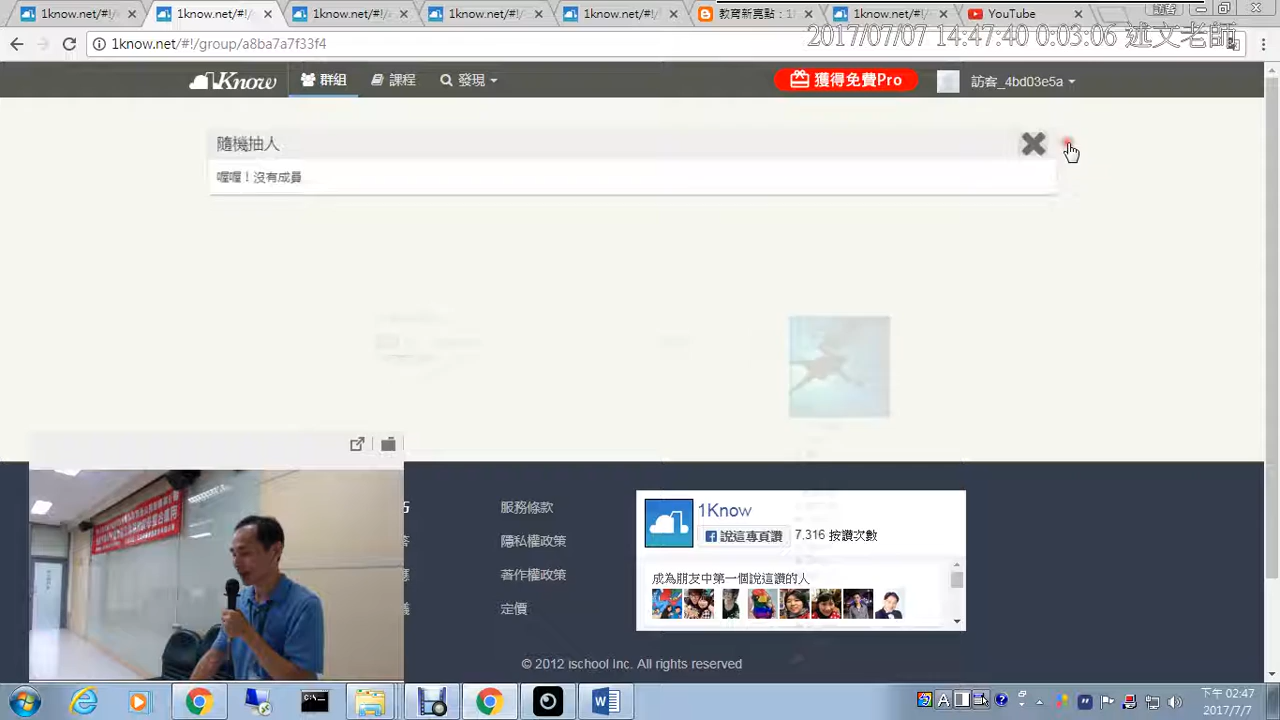 1know.net/#!/
1know.net/#!/
1know.net/#!/
1know.net/#!/
1know.net/#!/
教育新言點：1
1know.net/#!/
YouTube
1know.net/#!/group/a8ba7a7f33f4
2017/07/07 14:47:40 0:03:06 述文老師
1Know
群組
課程
發現
獲得免費Pro
訪客_4bd03e5a
隨機抽人
喔喔！沒有成員
服務條款
隱私權政策
著作權政策
定價
1Know
說這專頁讚
7.316 按讚次數
成為朋友中第一個說這讚的人
© 2012 ischool Inc. All rights reserved
下午 02:47
2017/7/7